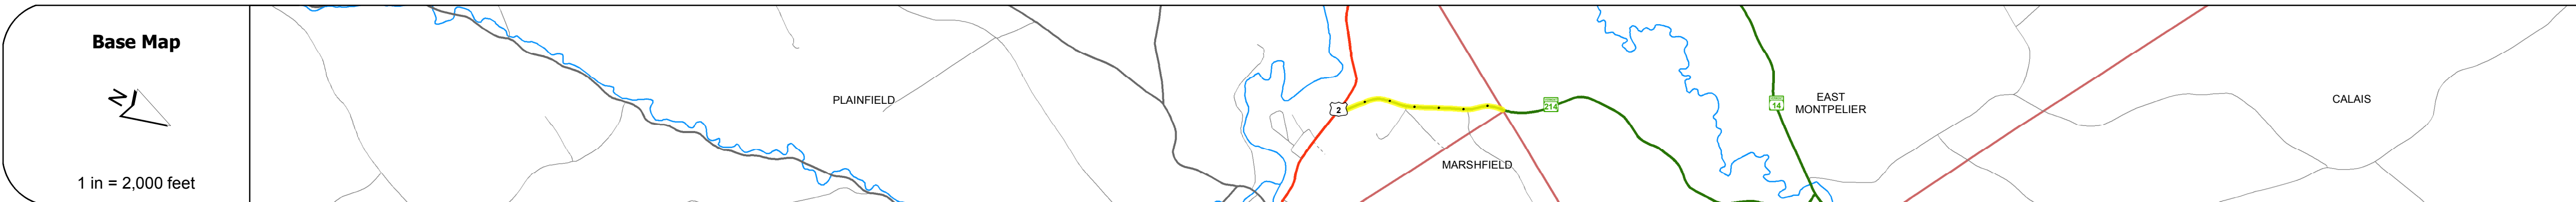 Base Map
N
1 in = 2,000 feet
PLAINFIELD
2
214
MARSHFIELD
14
EAST
MONTPELIER
CALAIS